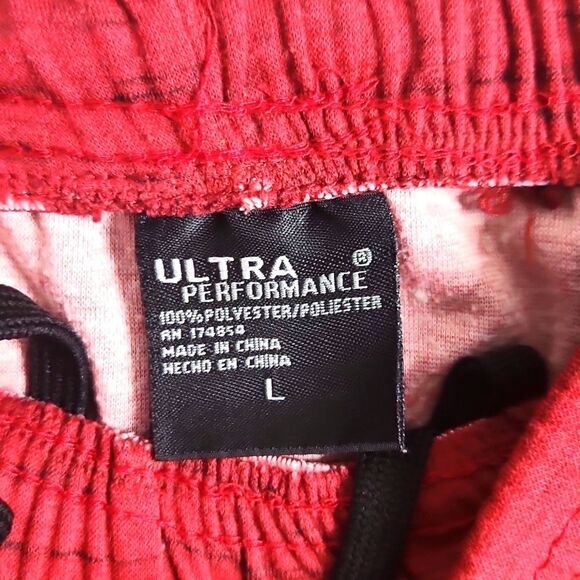 ULTRA ®
PERFORMANCE
100%POLYESTER/POLIESTER
RN 174854
MADE IN CHINA
HECHO EN CHINA
L